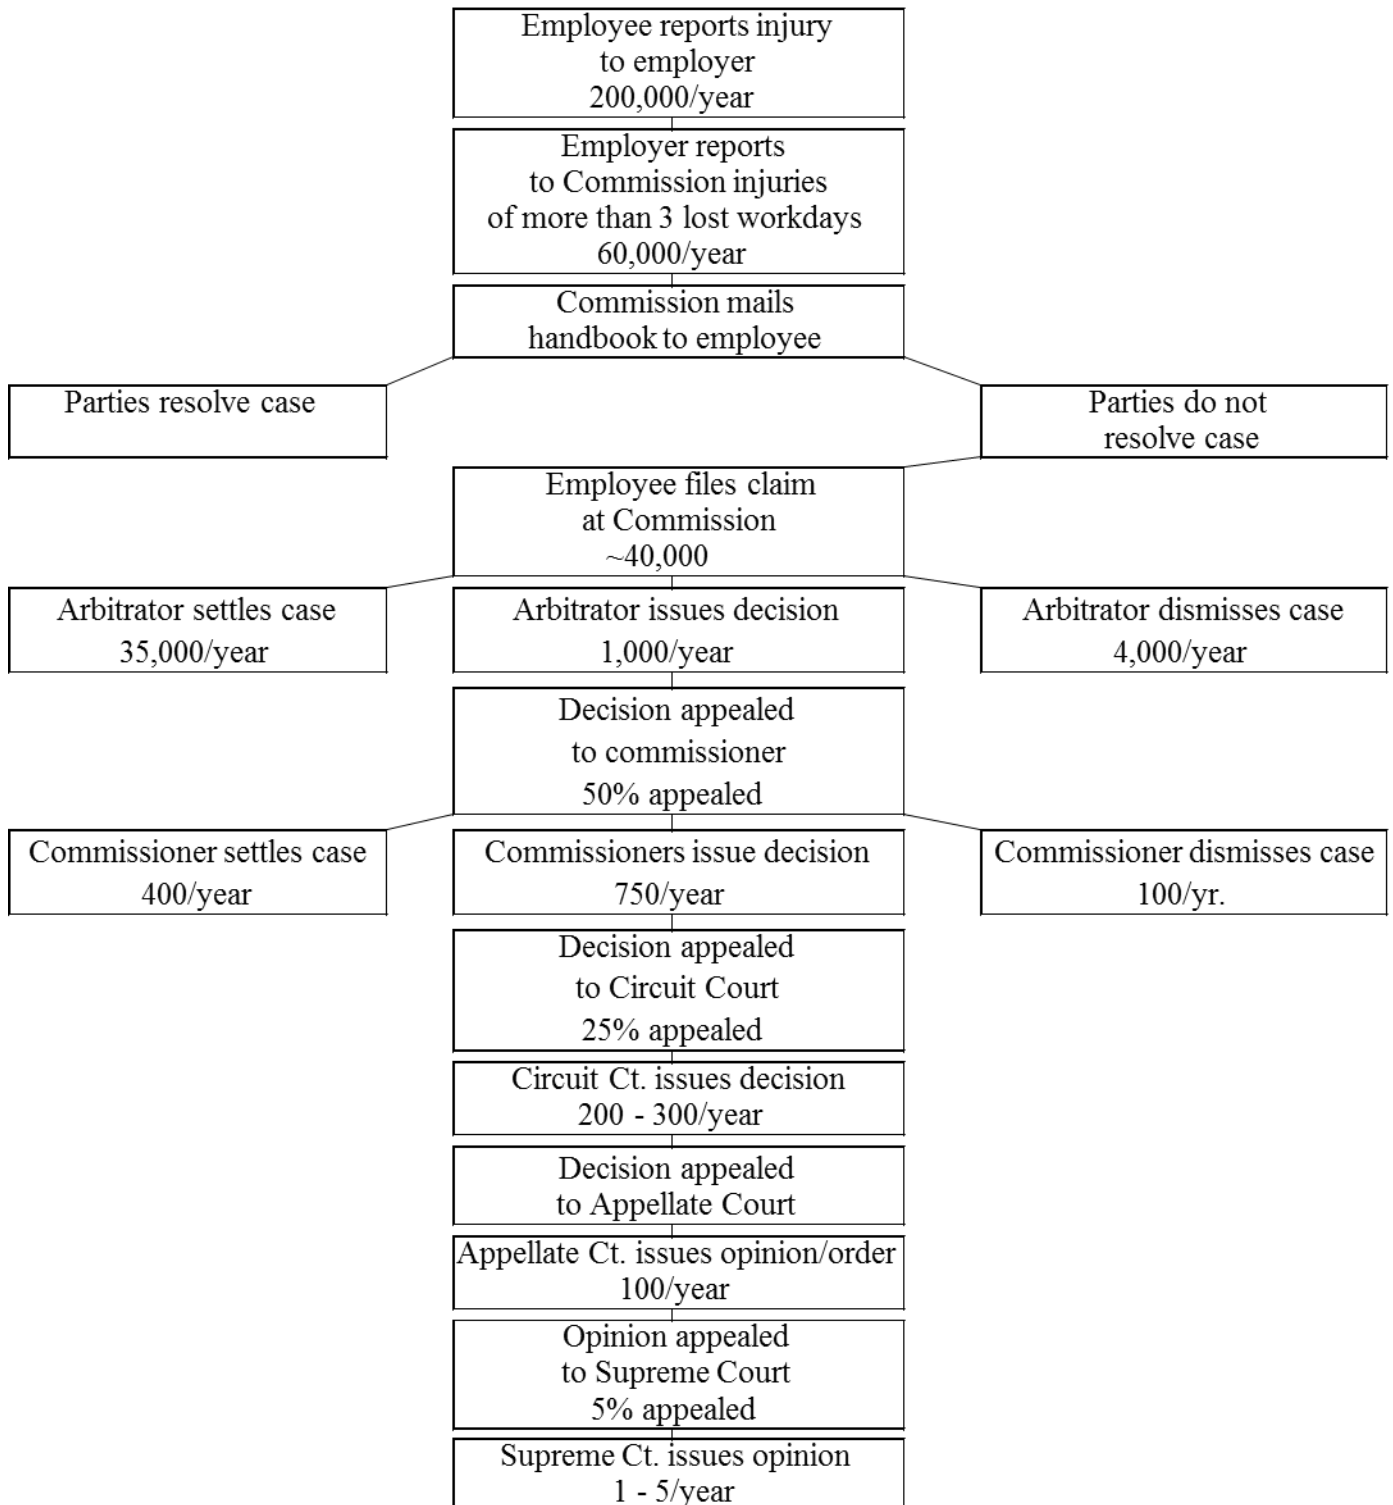 Employee reports injury
to employer
200,000/year
Employer reports
to Commission injuries
of more than 3 lost workdays
60,000/year
Commission mails
handbook to employee
Parties resolve case
Parties do not
resolve case
Employee files claim
at Commission
~40,000
Arbitrator settles case
35,000/year
Arbitrator issues decision
1,000/year
Arbitrator dismisses case
4,000/year
Decision appealed
to commissioner
50% appealed
Commissioner settles case
400/year
Commissioners issue decision
750/year
Commissioner dismisses case
100/yr.
Decision appealed
to Circuit Court
25% appealed
Circuit Ct. issues decision
200 - 300/year
Decision appealed
to Appellate Court
Appellate Ct. issues opinion/order
100/year
Opinion appealed
to Supreme Court
5% appealed
Supreme Ct. issues opinion
1 - 5/year